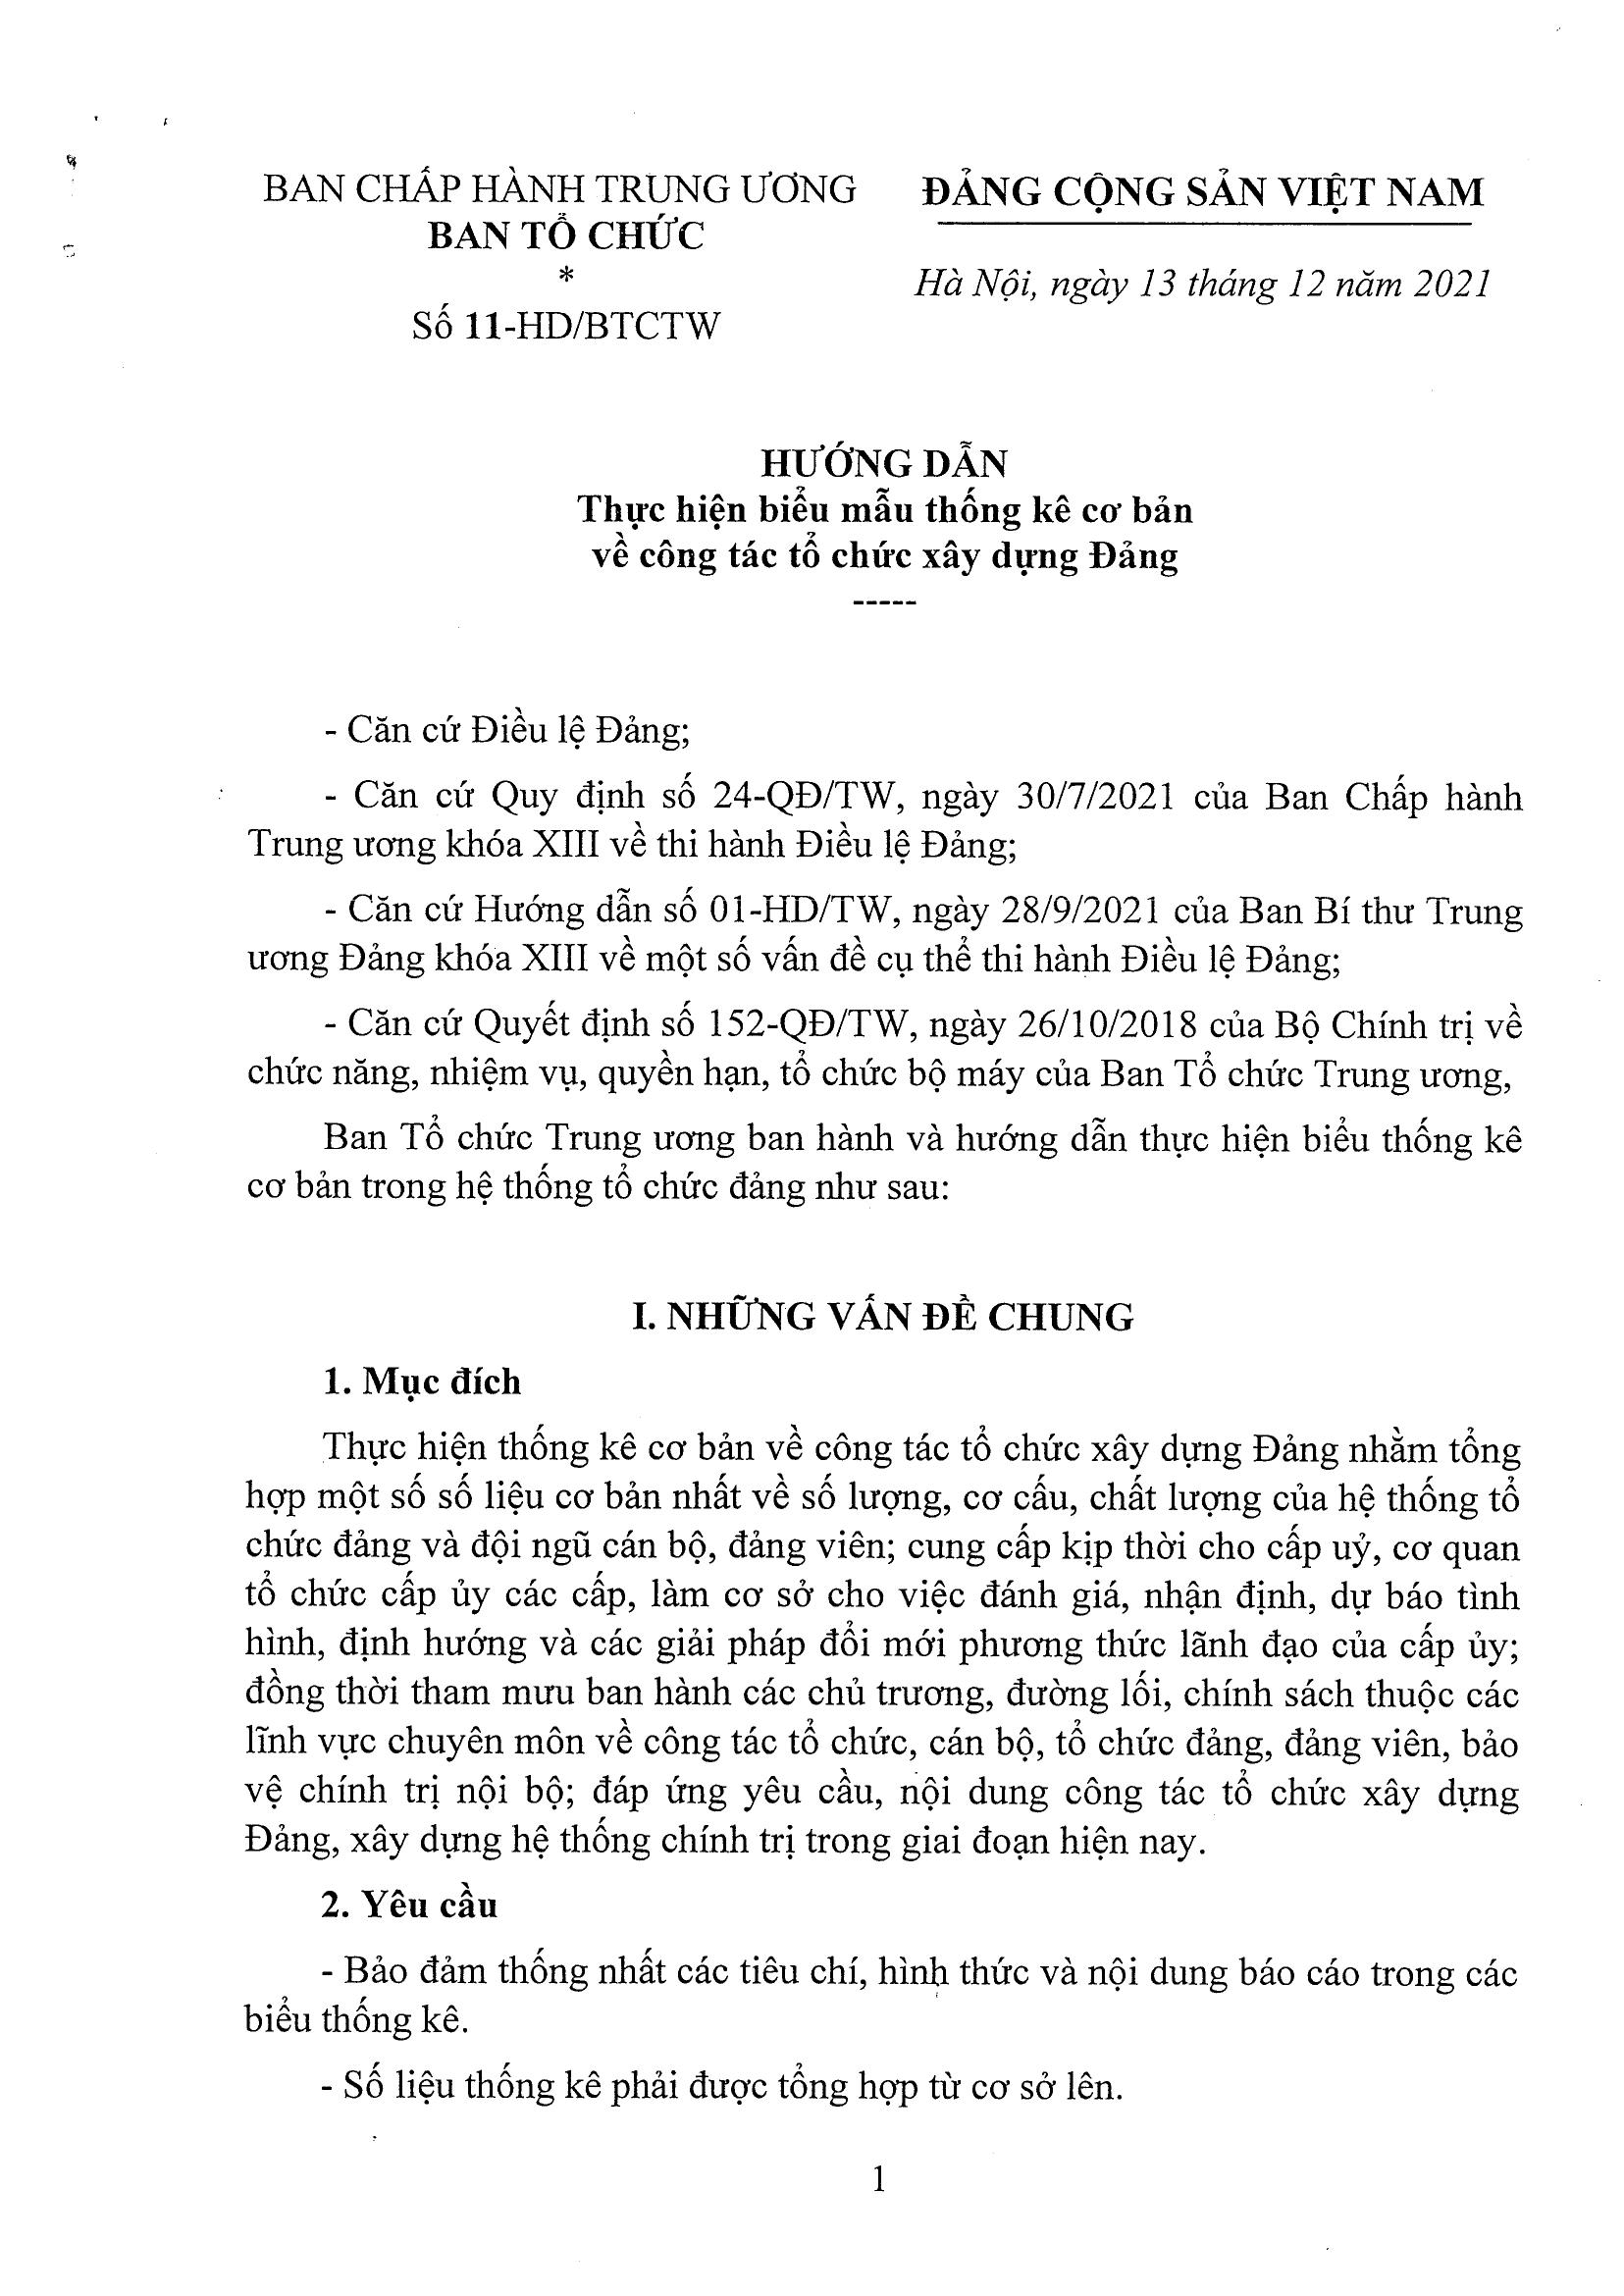 BAN CHẤP HÀNH TRUNG ƯƠNG
BAN TỔ CHỨC
*
Số 11-HD/BTCTW
ĐẢNG CỘNG SẢN VIỆT NAM
Hà Nội, ngày 13 tháng 12 năm 2021
HƯỚNG DẪN
Thực hiện biểu mẫu thống kê cơ bản
về công tác tổ chức xây dựng Đảng
-----
- Căn cứ Điều lệ Đảng;
- Căn cứ Quy định số 24-QĐ/TW, ngày 30/7/2021 của Ban Chấp hành
Trung ương khóa XIII về thi hành Điều lệ Đảng;
- Căn cứ Hướng dẫn số 01-HD/TW, ngày 28/9/2021 của Ban Bí thư Trung
ương Đảng khóa XIII về một số vấn đề cụ thể thi hành Điều lệ Đảng;
- Căn cứ Quyết định số 152-QĐ/TW, ngày 26/10/2018 của Bộ Chính trị về
chức năng, nhiệm vụ, quyền hạn, tổ chức bộ máy của Ban Tổ chức Trung ương,
Ban Tổ chức Trung ương ban hành và hướng dẫn thực hiện biểu thống kê
cơ bản trong hệ thống tổ chức đảng như sau:
I. NHỮNG VẤN ĐỀ CHUNG
1. Mục đích
Thực hiện thống kê cơ bản về công tác tổ chức xây dựng Đảng nhằm tổng
hợp một số số liệu cơ bản nhất về số lượng, cơ cấu, chất lượng của hệ thống tổ
chức đảng và đội ngũ cán bộ, đảng viên; cung cấp kịp thời cho cấp uỷ, cơ quan
tổ chức cấp ủy các cấp, làm cơ sở cho việc đánh giá, nhận định, dự báo tình
hình, định hướng và các giải pháp đổi mới phương thức lãnh đạo của cấp ủy;
đồng thời tham mưu ban hành các chủ trương, đường lối, chính sách thuộc các
lĩnh vực chuyên môn về công tác tổ chức, cán bộ, tổ chức đảng, đảng viên, bảo
vệ chính trị nội bộ; đáp ứng yêu cầu, nội dung công tác tổ chức xây dựng
Đảng, xây dựng hệ thống chính trị trong giai đoạn hiện nay.
2. Yêu cầu
- Bảo đảm thống nhất các tiêu chí, hình thức và nội dung báo cáo trong các
biểu thống kê.
- Số liệu thống kê phải được tổng hợp từ cơ sở lên.
1